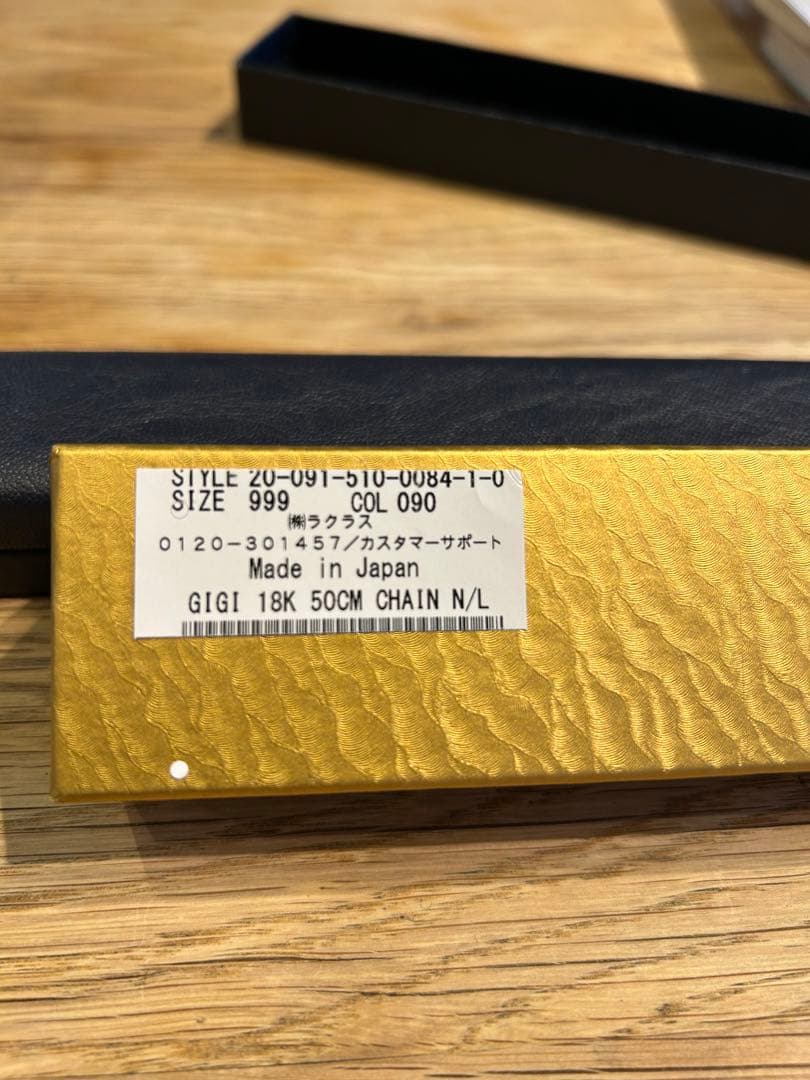 STYLE 20-091-510-0084-1-0
SIZE 999 COL 090
㈱ラクラス
0120-301457/カスタマーサポート
Made in Japan
GIGI 18K 50CM CHAIN N/L